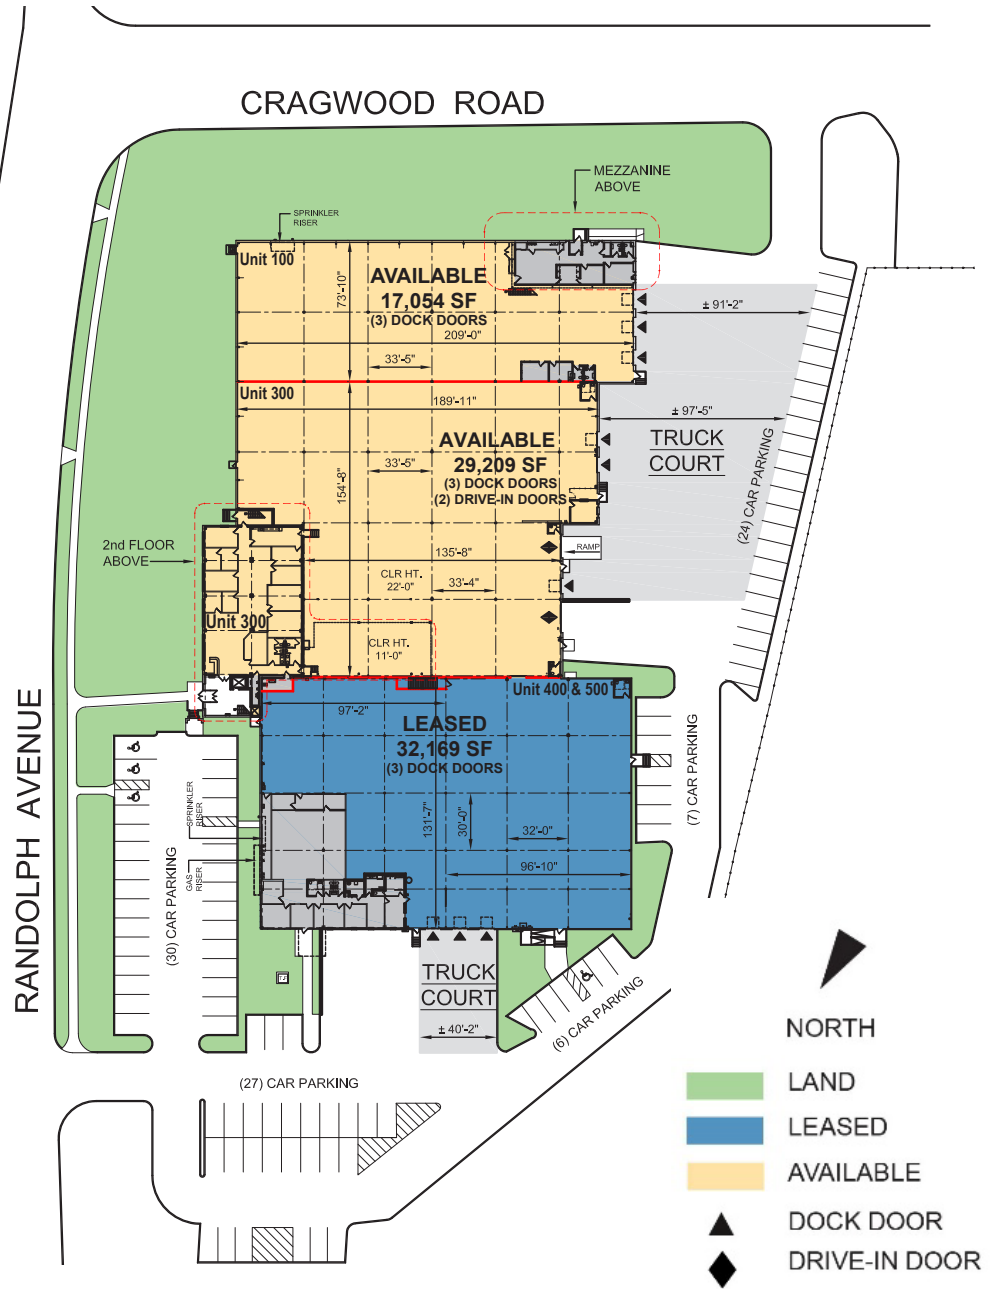 CRAGWOOD ROAD
MEZZANINE
ABOVE
SPRINKLER
RISER
Unit 100
AVAILABLE
17,054 SF
(3) DOCK DOORS
73'-10"
209'-0"
± 91'-2"
33'-5"
Unit 300
189'-11"
± 97'-5"
TRUCK
COURT
AVAILABLE
29,209 SF
(3) DOCK DOORS
(2) DRIVE-IN DOORS
33'-5"
154'-8"
(24) CAR PARKING
2nd FLOOR
ABOVE
135'-8"
RAMP
CLR HT.
22'-0"
33'-4"
Unit 300
CLR HT.
11'-0"
Unit 400 & 500
97'-2"
LEASED
32,169 SF
(3) DOCK DOORS
RANDOLPH AVENUE
(7) CAR PARKING
SPRINKLER
RISER
131'-7"
30'-0"
32'-0"
96'-10"
GAS
RISER
(30) CAR PARKING
TRUCK
COURT
± 40'-2"
(6) CAR PARKING
(27) CAR PARKING
NORTH
LAND
LEASED
AVAILABLE
DOCK DOOR
DRIVE-IN DOOR